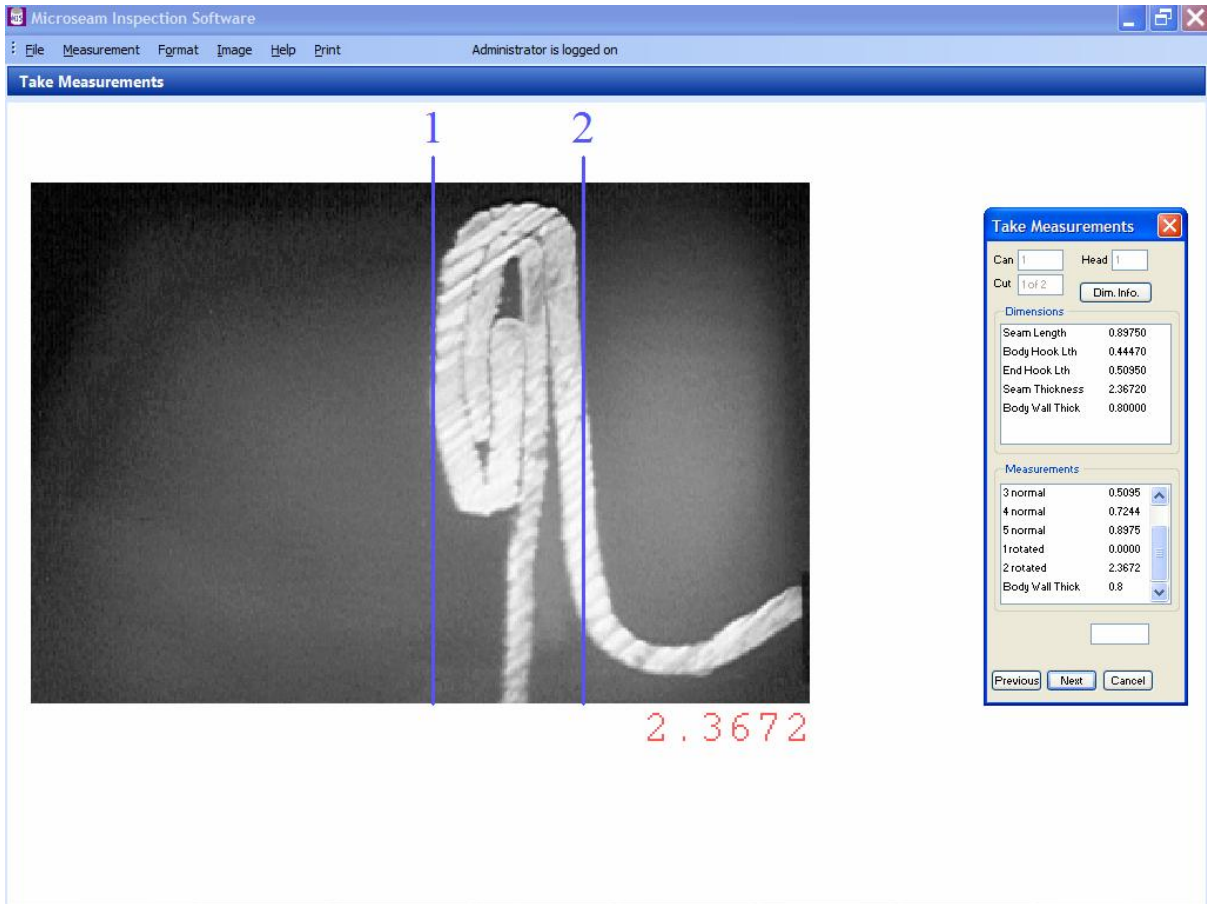 Microseam Inspection Software
File Measurement Format Image Help Print Administrator is logged on
Take Measurements
1 2
2.3672
Take Measurements
Can 1 Head 1
Cut 1 of 2 Dim. Info.
Dimensions
Seam Length 0.89750
Body Hook Lth 0.44470
End Hook Lth 0.50950
Seam Thickness 2.36720
Body Wall Thick 0.80000
Measurements
3 normal 0.5095
4 normal 0.7244
5 normal 0.8975
1 rotated 0.0000
2 rotated 2.3672
Body Wall Thick 0.8
Previous Next Cancel